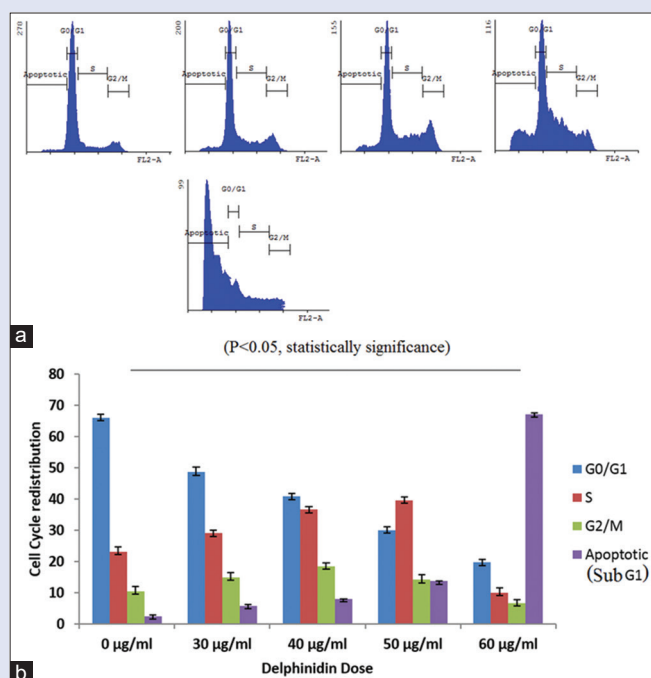 270
G0/G1
Apoptotic
S
G2/M
FL2-A
200
G0/G1
Apoptotic
S
G2/M
FL2-A
155
G0/G1
Apoptotic
S
G2/M
FL2-A
116
G0/G1
Apoptotic
S
G2/M
FL2-A
99
G0/G1
Apoptotic
S
G2/M
FL2-A
a
(P<0.05, statistically significance)
80
70
60
50
40
30
20
10
0
Cell Cycle redistribution
0 µg/ml 30 µg/ml 40 µg/ml 50 µg/ml 60 µg/ml
Delphinidin Dose
G0/G1
S
G2/M
Apoptotic
(Sub G1)
b